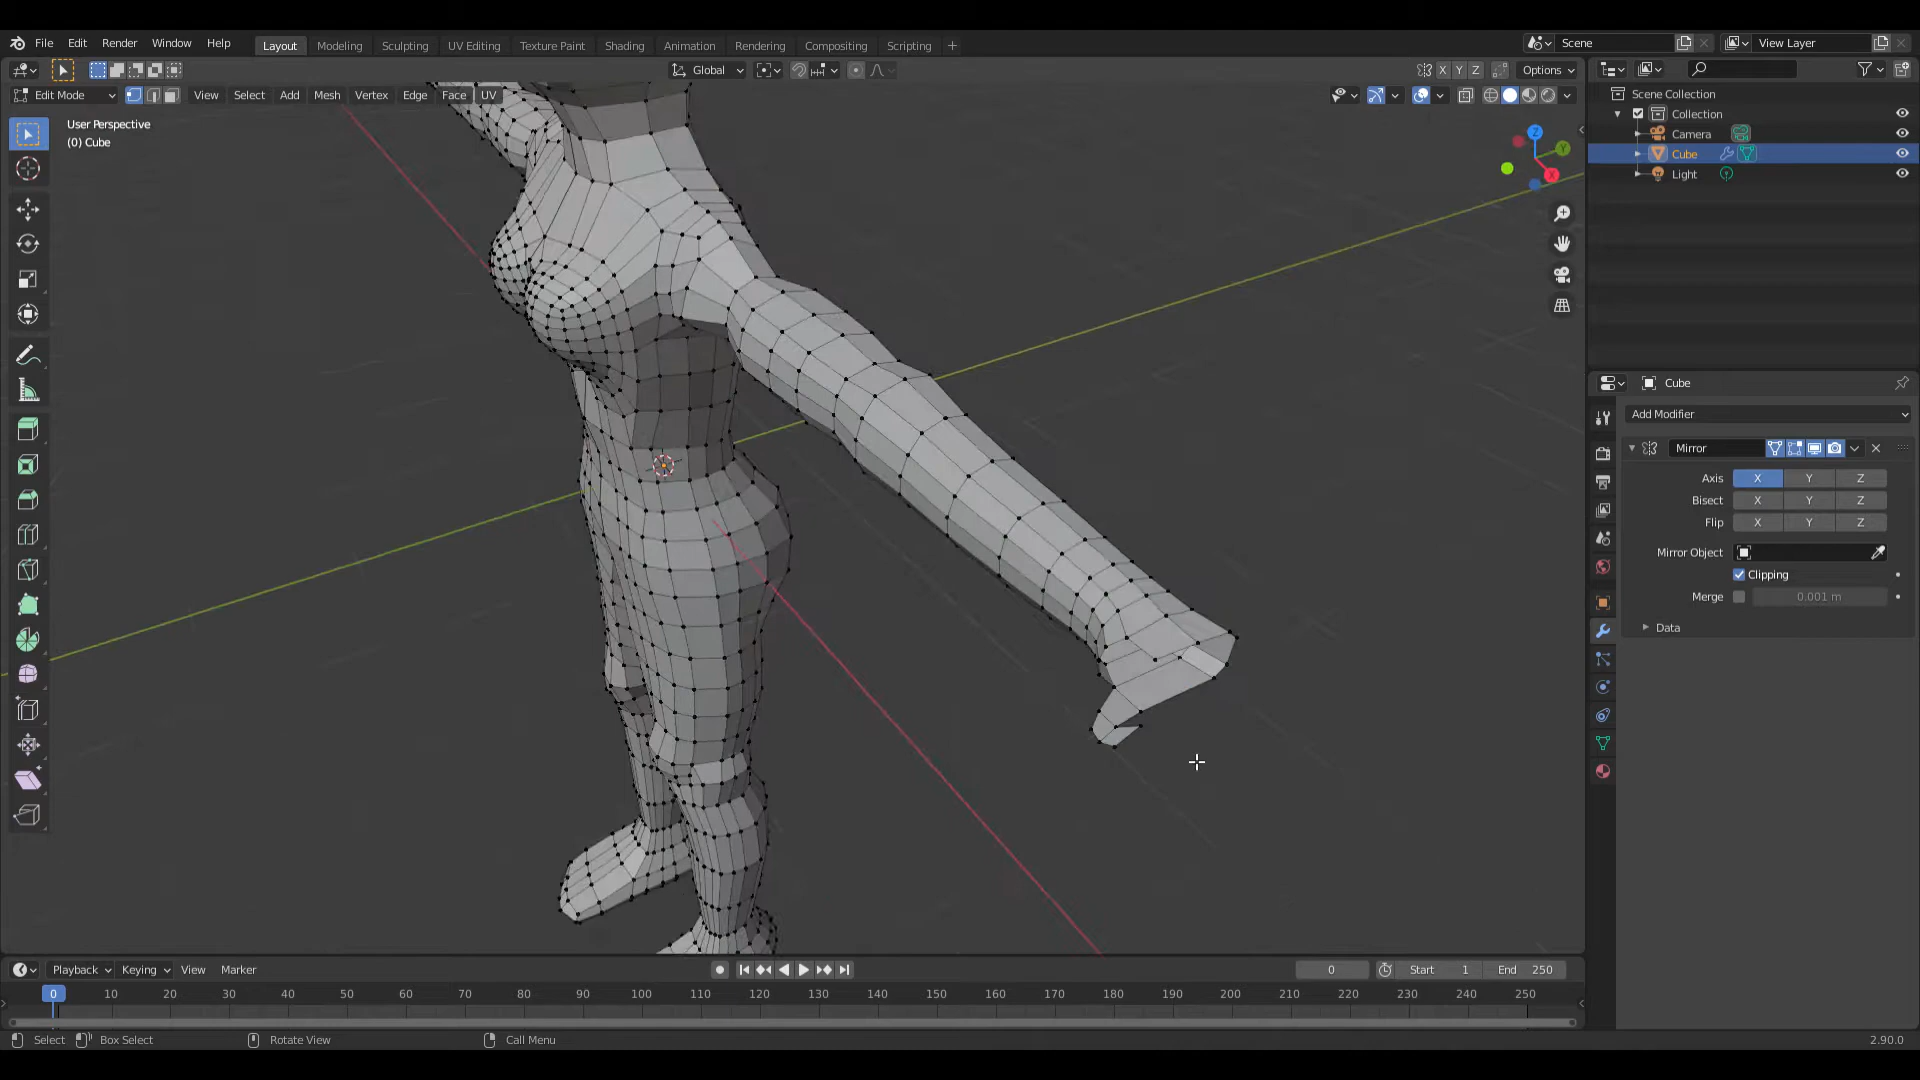 File Edit Render Window Help Layout Modeling Sculpting UV Editing Texture Paint Shading Animation Rendering Compositing Scripting + Scene View Layer
Global X Y Z Options
Edit Mode View Select Add Mesh Vertex Edge Face UV
User Perspective
(0) Cube
Z
Y
X
Scene Collection
Collection
Camera
Cube
Light
Cube
Add Modifier
Mirror
Axis X Y Z
Bisect X Y Z
Flip X Y Z
Mirror Object
Clipping
Merge 0.001 m
Data
Playback Keying View Marker 0 Start 1 End 250
0 10 20 30 40 50 60 70 80 90 100 110 120 130 140 150 160 170 180 190 200 210 220 230 240 250
Select Box Select Rotate View Call Menu 2.90.0